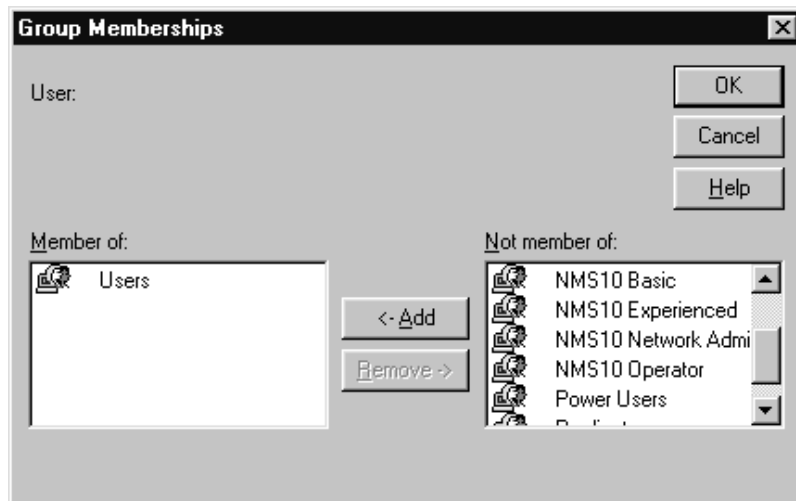 Group Memberships
User:
OK
Cancel
Help
Member of:
Users
<- Add
Remove ->
Not member of:
NMS10 Basic
NMS10 Experienced
NMS10 Network Admi
NMS10 Operator
Power Users